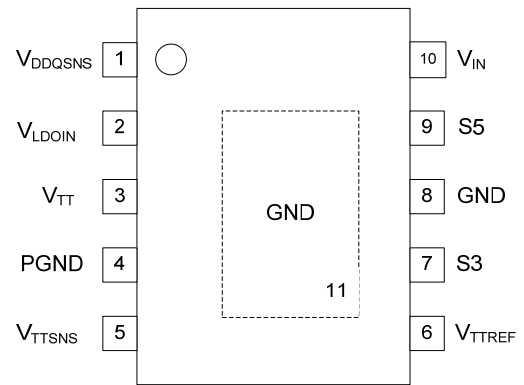 VDDQSNS 1 10 VIN
VLDOIN 2 9 S5
VTT 3 8 GND
GND
PGND 4 7 S3
11
VTTSNS 5 6 VTTREF